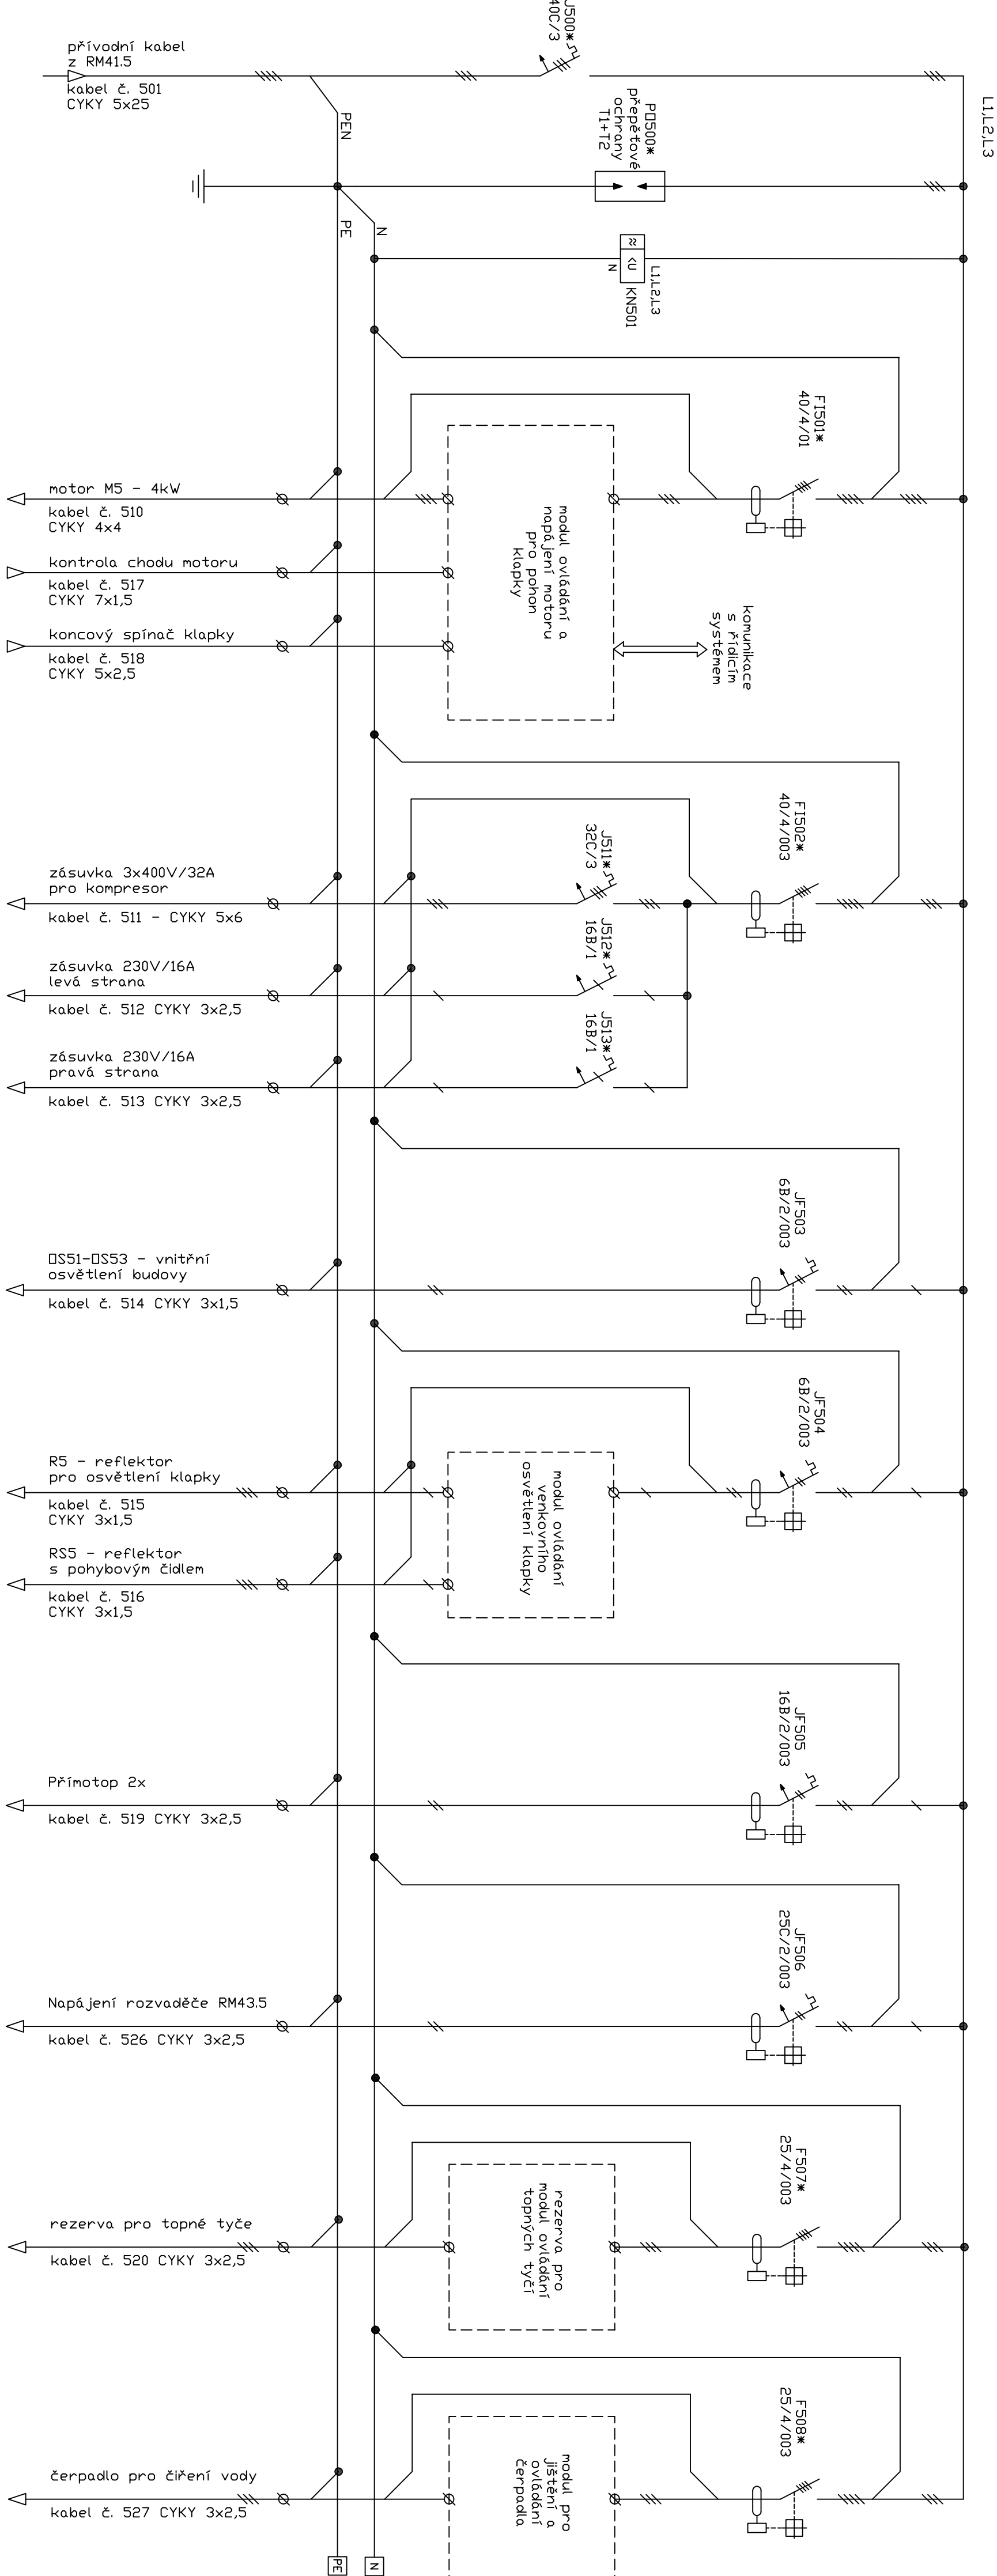 J500*
40C/3
L1,L2,L3
přívodní kabel
z RM41.5
kabel č. 501
CYKY 5x25
PEN
PO500*
přepěťové
ochrany
T1+T2
PE
N
L1,L2,L3
<U
N
KN501
FI501*
40/4/01
motor M5 - 4kW
kabel č. 510
CYKY 4x4
kontrola chodu motoru
kabel č. 517
CYKY 7x1,5
koncový spínač klapky
kabel č. 518
CYKY 5x2,5
modul ovládání a
napájení motoru
pro pohon
klapky
komunikace
s řídicím
systémem
FI502*
40/4/003
J511*
32C/3
zásuvka 3x400V/32A
pro kompresor
kabel č. 511 - CYKY 5x6
J512*
16B/1
zásuvka 230V/16A
levá strana
kabel č. 512 CYKY 3x2,5
J513*
16B/1
zásuvka 230V/16A
pravá strana
kabel č. 513 CYKY 3x2,5
JF503
6B/2/003
OS51-OS53 - vnitřní
osvětlení budovy
kabel č. 514 CYKY 3x1,5
JF504
6B/2/003
R5 - reflektor
pro osvětlení klapky
kabel č. 515
CYKY 3x1,5
modul ovládání
venkovního
osvětlení klapky
RS5 - reflektor
s pohybovým čidlem
kabel č. 516
CYKY 3x1,5
JF505
16B/2/003
Přímotop 2x
kabel č. 519 CYKY 3x2,5
JF506
25C/2/003
Napájení rozvaděče RM43.5
kabel č. 526 CYKY 3x2,5
F507*
25/4/003
rezerva pro
modul ovládání
topných tyčí
rezerva pro topné tyče
kabel č. 520 CYKY 3x2,5
F508*
25/4/003
modul pro
jištění a
ovládání
čerpadla
čerpadlo pro čiření vody
kabel č. 527 CYKY 3x2,5
PE
N